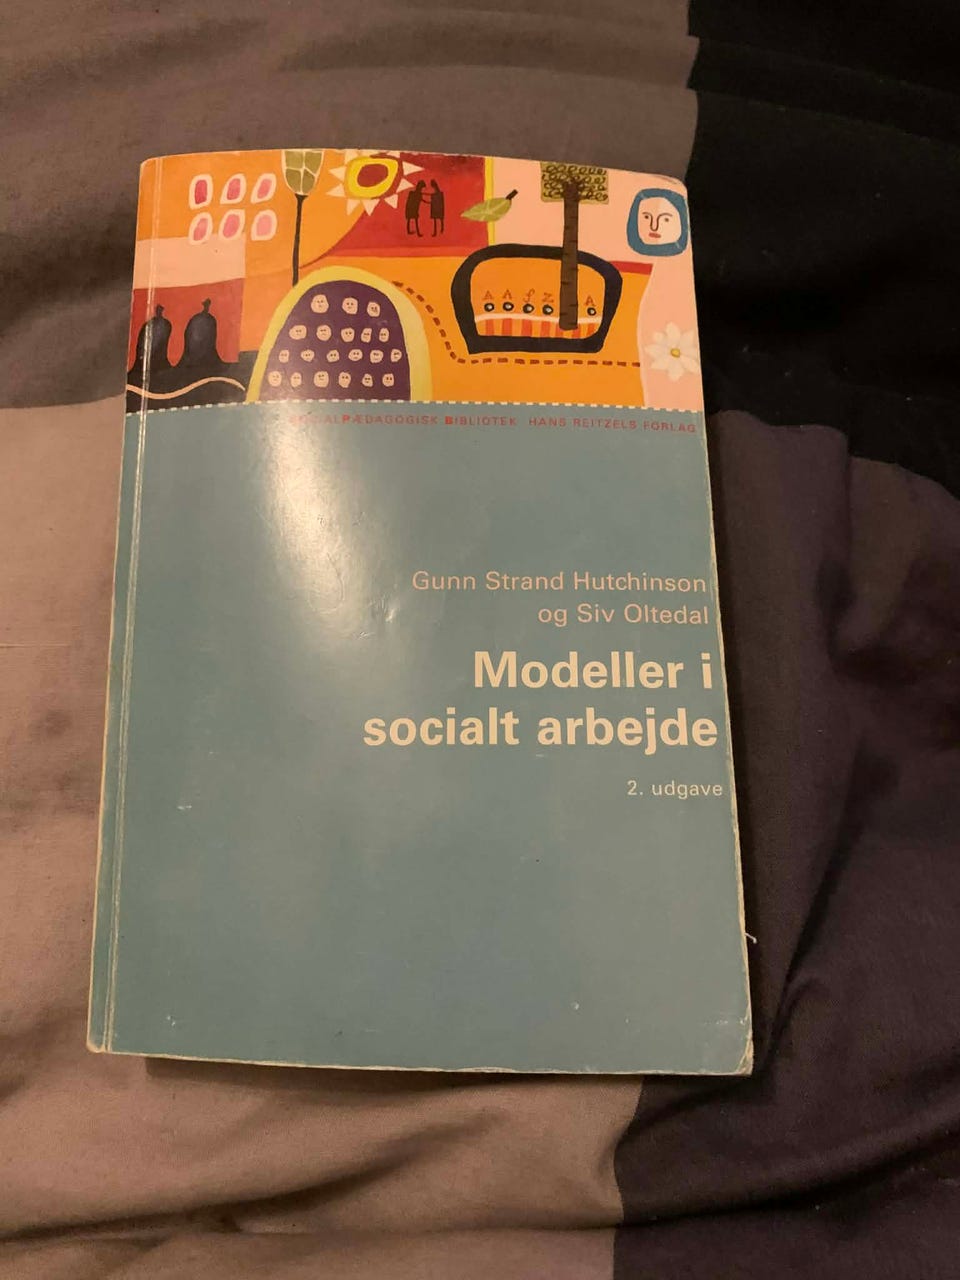 SOCIALPÆDAGOGISK BIBLIOTEK HANS REITZELS FORLAG
Gunn Strand Hutchinson
og Siv Oltedal
Modeller i
socialt arbejde
2. udgave